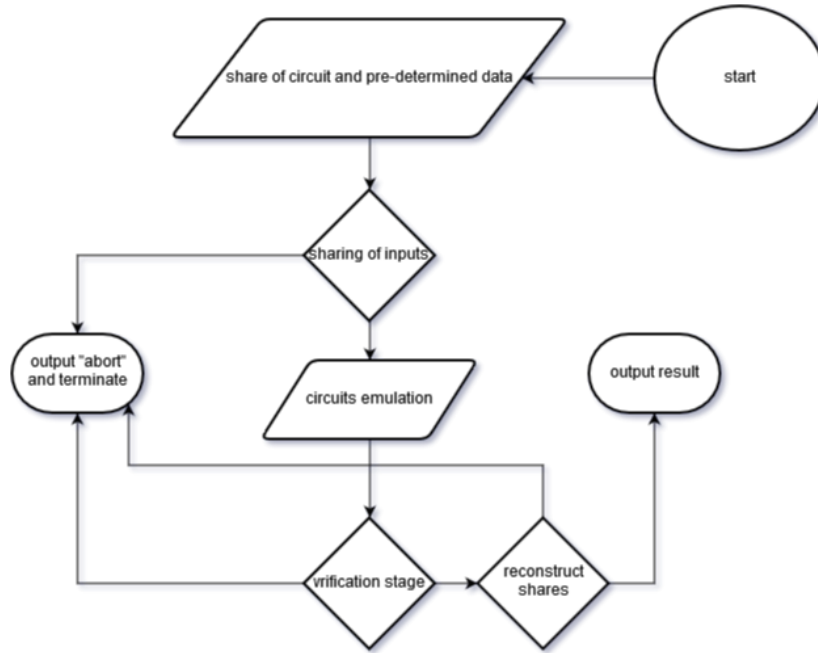 share of circuit and pre-determined data
start
sharing of inputs
output "abort"
and terminate
circuits emulation
output result
vrification stage
reconstruct
shares